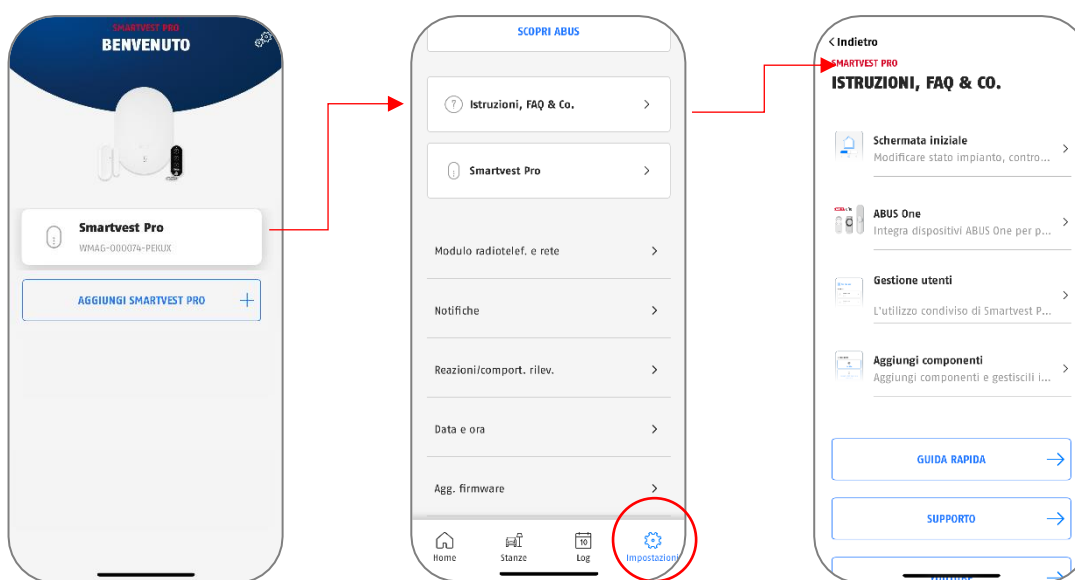 SMARTVEST PRO
BENVENUTO
Smartvest Pro
WMAG-000074-PEKUX
AGGIUNGI SMARTVEST PRO
SCOPRI ABUS
? Istruzioni, FAQ & Co.
Smartvest Pro
Modulo radiotelef. e rete
Notifiche
Reazioni/comport. rilev.
Data e ora
Agg. firmware
Home
Stanze
10
Log
Impostazioni
< Indietro
SMARTVEST PRO
ISTRUZIONI, FAQ & CO.
Schermata iniziale
Modificare stato impianto, contro...
ABUS One
Integra dispositivi ABUS One per p...
Gestione utenti
L'utilizzo condiviso di Smartvest P...
Aggiungi componenti
Aggiungi componenti e gestiscili i...
GUIDA RAPIDA
SUPPORTO